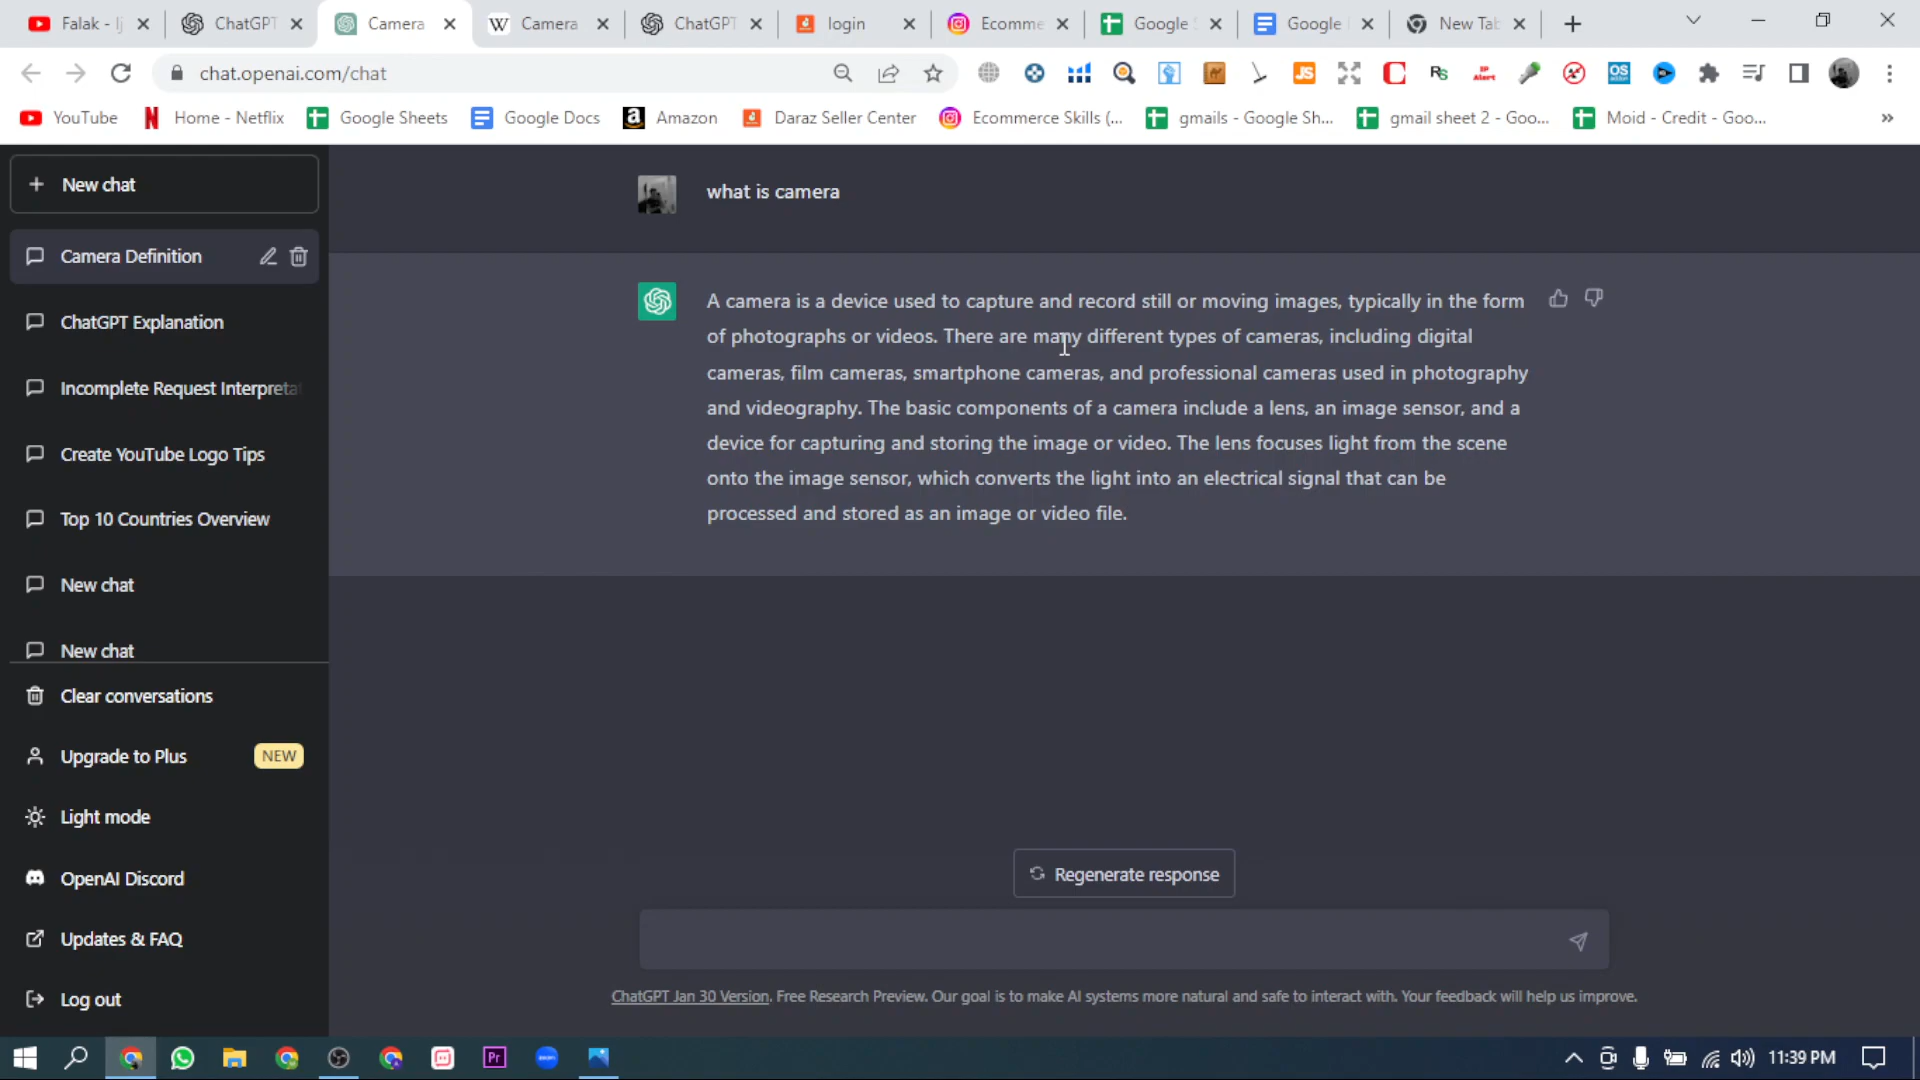 Falak - Ij
ChatGPT
Camera
Camera
ChatGPT
login
Ecomme
Google S
Google
New Tab
chat.openai.com/chat
YouTube
Home - Netflix
Google Sheets
Google Docs
Amazon
Daraz Seller Center
Ecommerce Skills (...
gmails - Google Sh...
gmail sheet 2 - Goo...
Moid - Credit - Goo...
New chat
Camera Definition
ChatGPT Explanation
Incomplete Request Interpreta
Create YouTube Logo Tips
Top 10 Countries Overview
New chat
New chat
Clear conversations
Upgrade to Plus NEW
Light mode
OpenAI Discord
Updates & FAQ
Log out
what is camera
A camera is a device used to capture and record still or moving images, typically in the form
of photographs or videos. There are many different types of cameras, including digital
cameras, film cameras, smartphone cameras, and professional cameras used in photography
and videography. The basic components of a camera include a lens, an image sensor, and a
device for capturing and storing the image or video. The lens focuses light from the scene
onto the image sensor, which converts the light into an electrical signal that can be
processed and stored as an image or video file.
Regenerate response
ChatGPT Jan 30 Version. Free Research Preview. Our goal is to make AI systems more natural and safe to interact with. Your feedback will help us improve.
Pr
11:39 PM